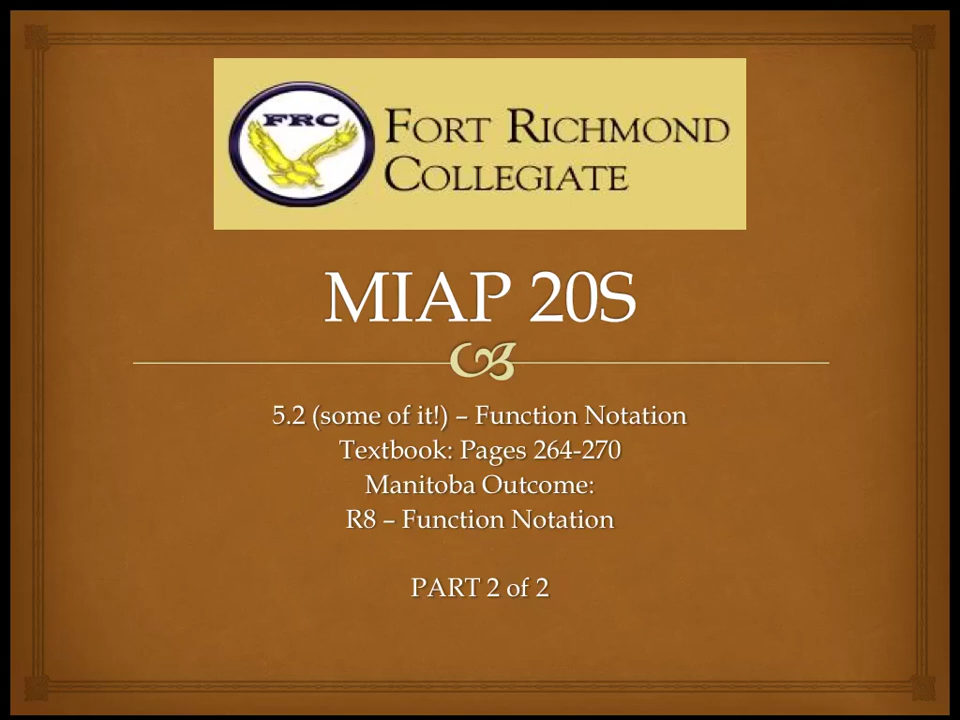 FRC
FORT RICHMOND
COLLEGIATE
MIAP 20S
5.2 (some of it!) – Function Notation
Textbook: Pages 264-270
Manitoba Outcome:
R8 – Function Notation
PART 2 of 2